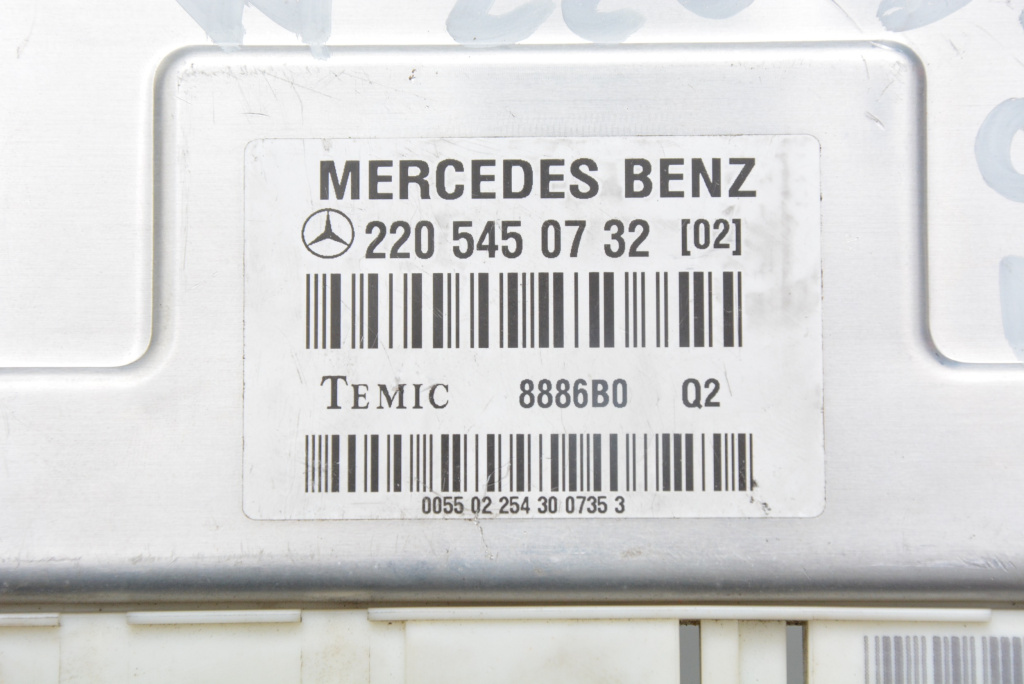 MERCEDES BENZ
220 545 07 32 [02]
TEMIC 8886B0 Q2
0055 02 254 30 0735 3